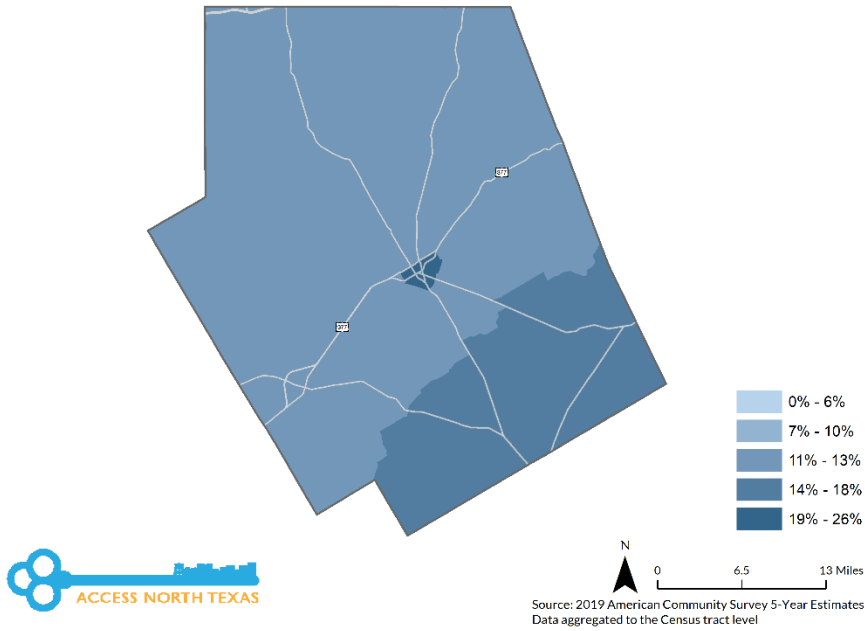 377
377
0% - 6%
7% - 10%
11% - 13%
14% - 18%
19% - 26%
N
0 6.5 13 Miles
ACCESS NORTH TEXAS
Source: 2019 American Community Survey 5-Year Estimates
Data aggregated to the Census tract level